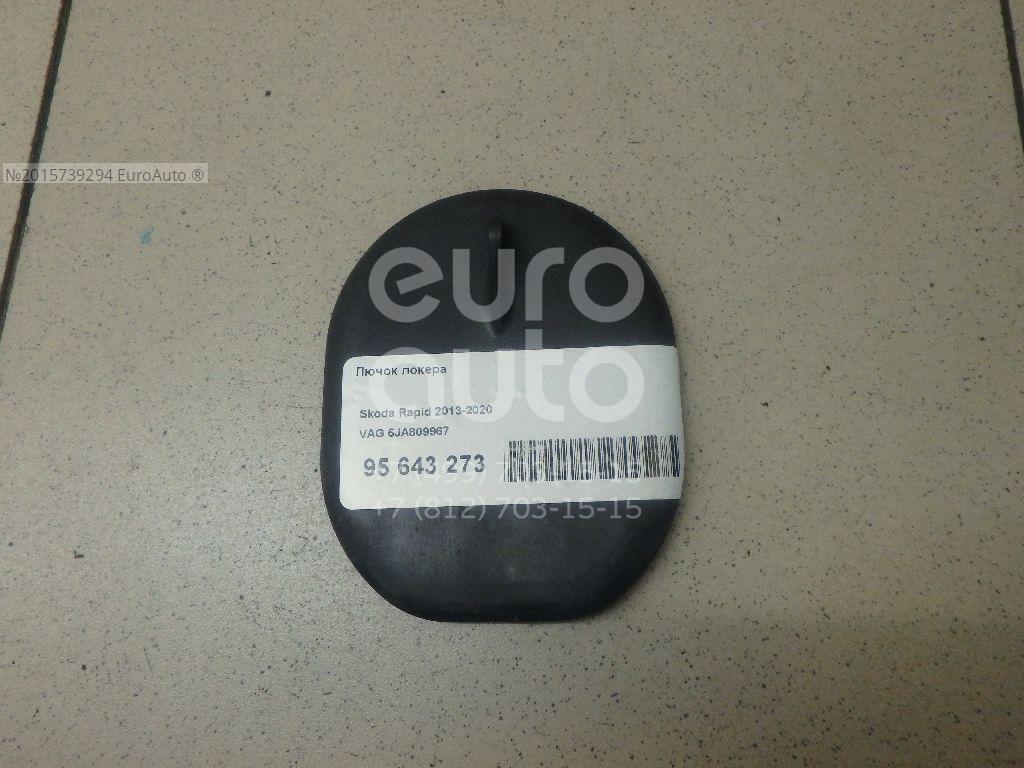 №2015739294 EuroAuto ®
euro
auto
Лючок локера
Skoda Rapid 2013-2020
VAG 6JA809967
95 643 273
+7 (812) 703-15-15